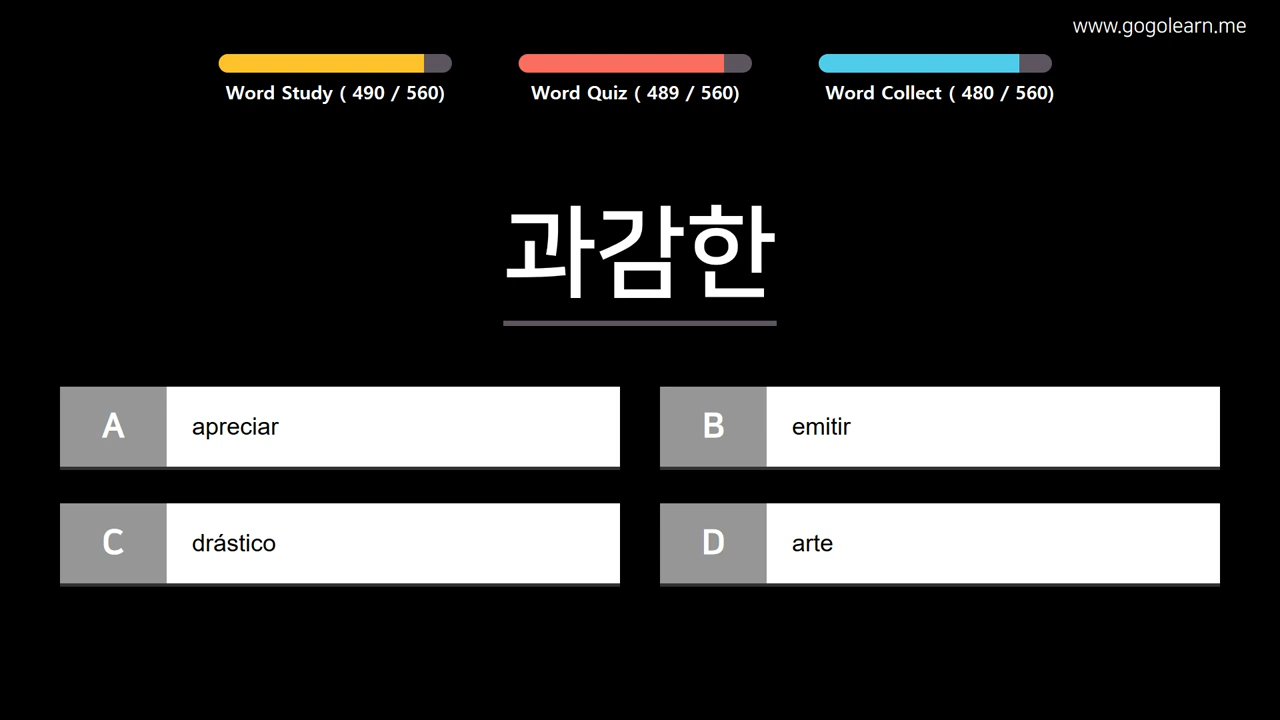 www.gogolearn.me
Word Study ( 490 / 560)
Word Quiz ( 489 / 560)
Word Collect ( 480 / 560)
과감한
A apreciar
B emitir
C drástico
D arte